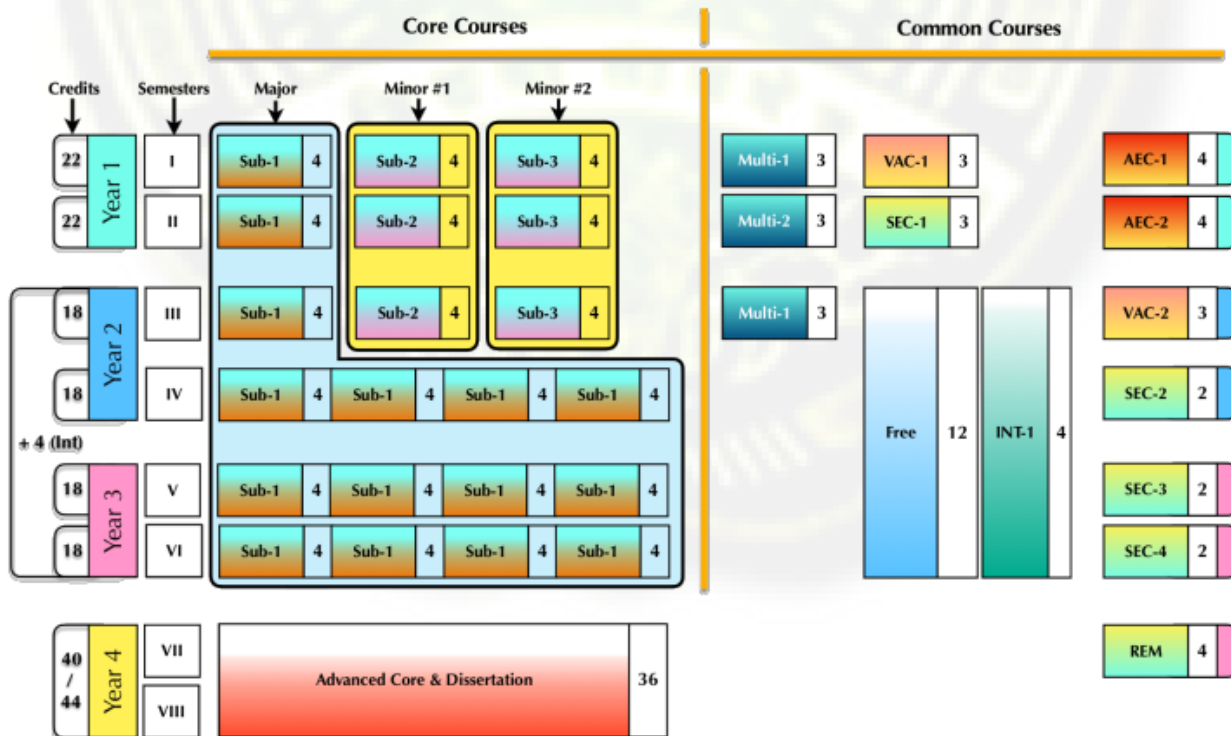 Core Courses Common Courses
Credits Semesters Major Minor #1 Minor #2
Year 1
22 I Sub-1 4 Sub-2 4 Sub-3 4 Multi-1 3 VAC-1 3 AEC-1 4
22 II Sub-1 4 Sub-2 4 Sub-3 4 Multi-2 3 SEC-1 3 AEC-2 4
Year 2
18 III Sub-1 4 Sub-2 4 Sub-3 4 Multi-1 3 VAC-2 3
18 IV Sub-1 4 Sub-1 4 Sub-1 4 Sub-1 4 SEC-2 2
Free 12 INT-1 4
+ 4 (Int)
Year 3
18 V Sub-1 4 Sub-1 4 Sub-1 4 Sub-1 4 SEC-3 2
18 VI Sub-1 4 Sub-1 4 Sub-1 4 Sub-1 4 SEC-4 2
Year 4
40 / 44
VII
VIII
Advanced Core & Dissertation 36
REM 4